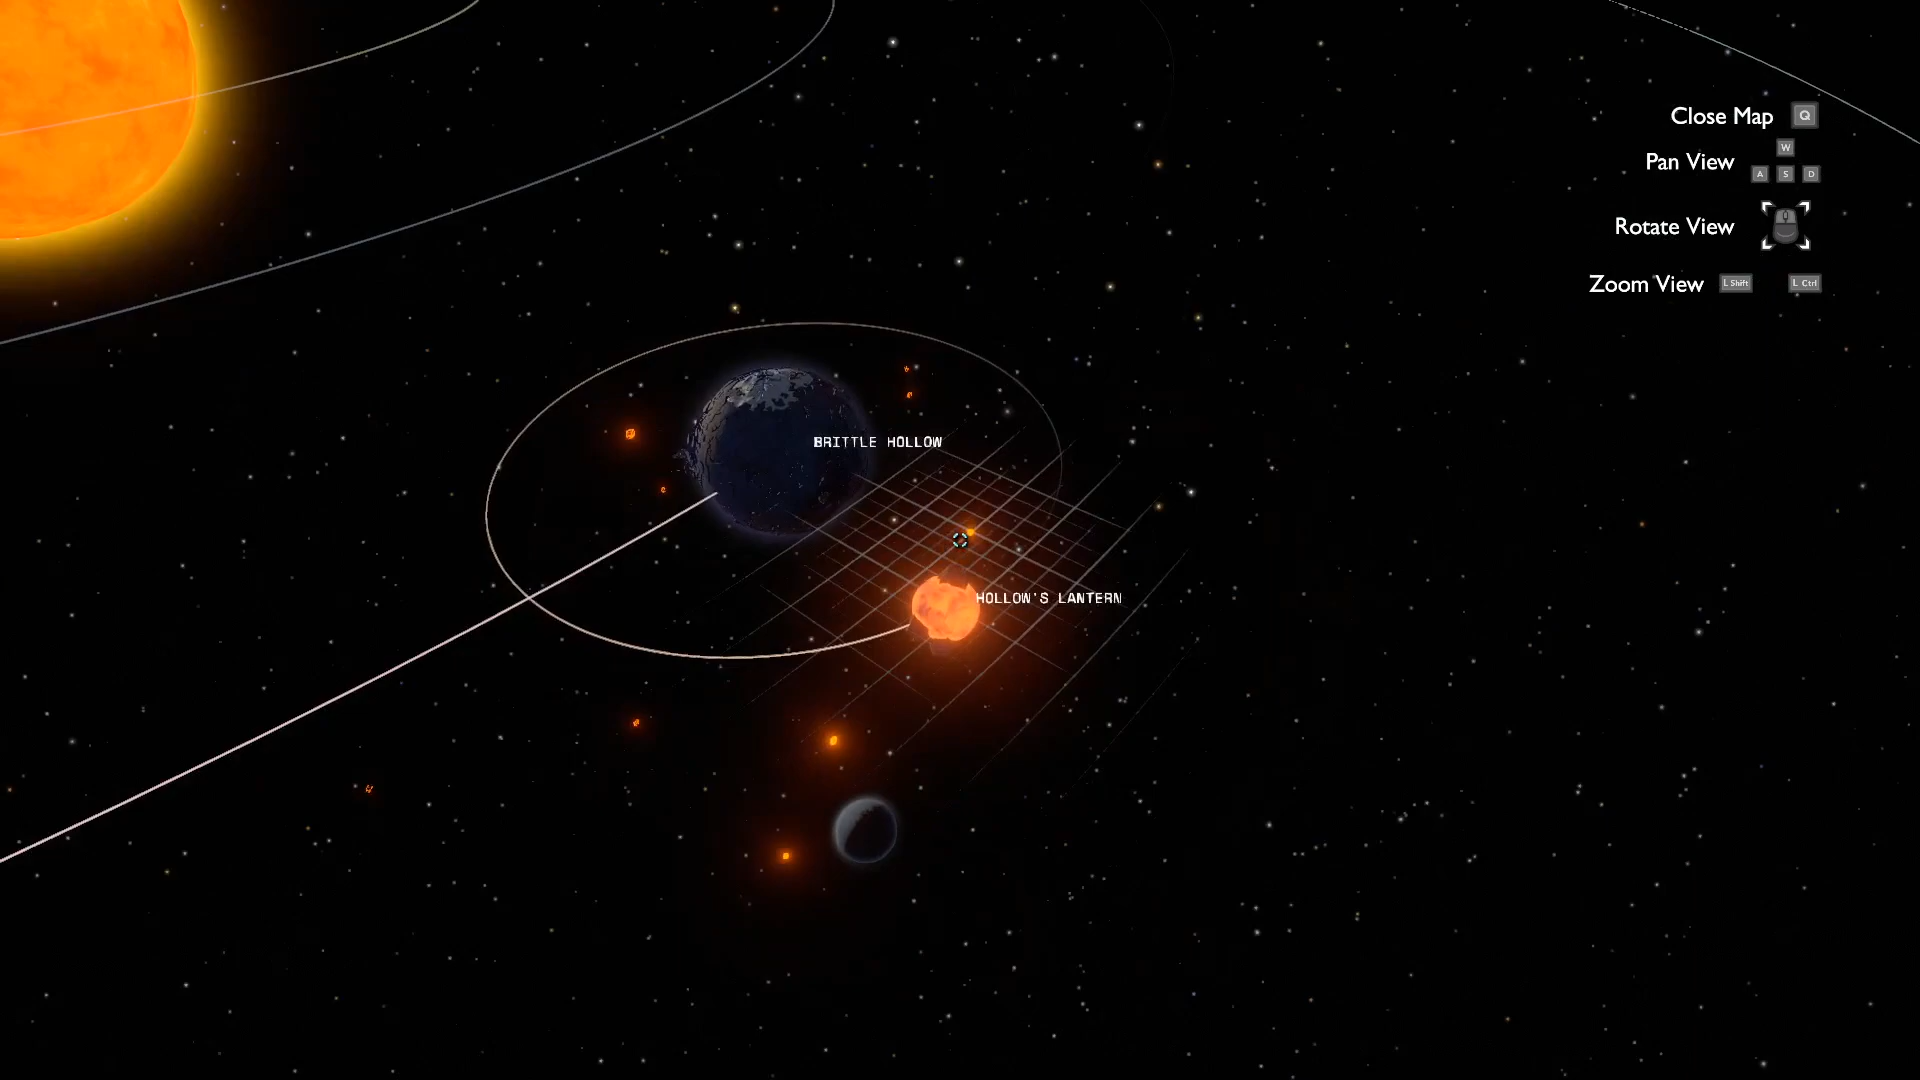 Close Map Q
W
Pan View
A S D
Rotate View
Zoom View L Shift L Ctrl
BRITTLE HOLLOW
HOLLOW'S LANTERN